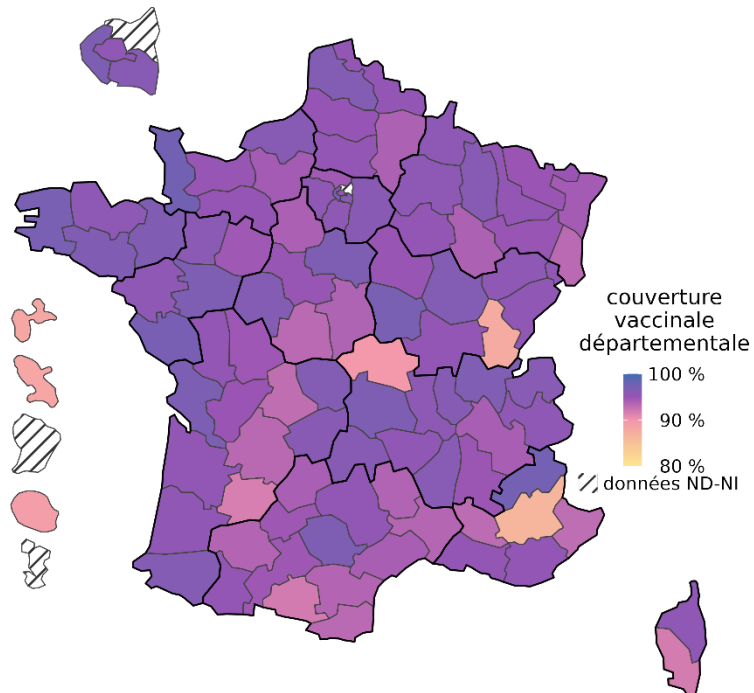 couverture
vaccinale
départementale
100 %
90 %
80 %
données ND-NI